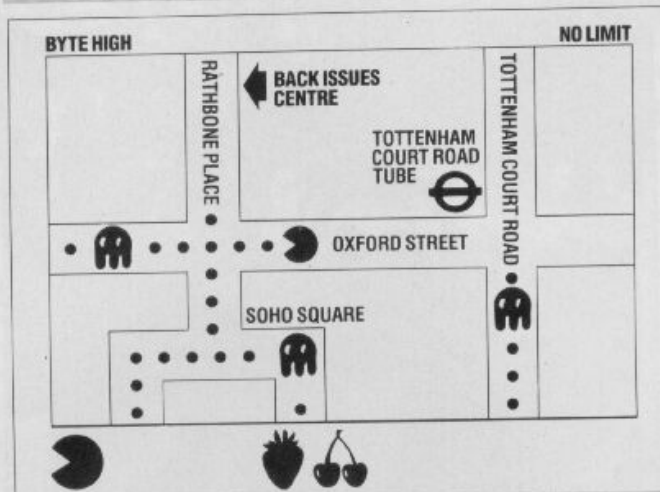 BYTE HIGH
NO LIMIT
RATHBONE PLACE
BACK ISSUES
CENTRE
TOTTENHAM
COURT ROAD
TUBE
TOTTENHAM COURT ROAD
OXFORD STREET
SOHO SQUARE